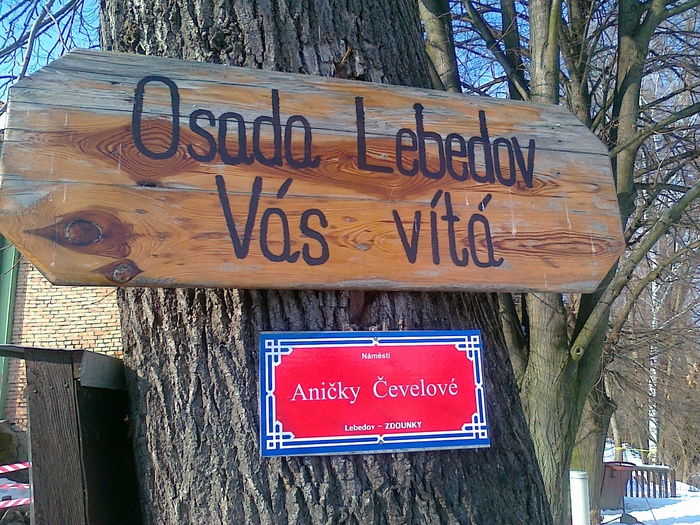 Osada Lebedov
Vás vítá
Náměstí
Aničky Čevelové
Lebedov – ZDOUNKY